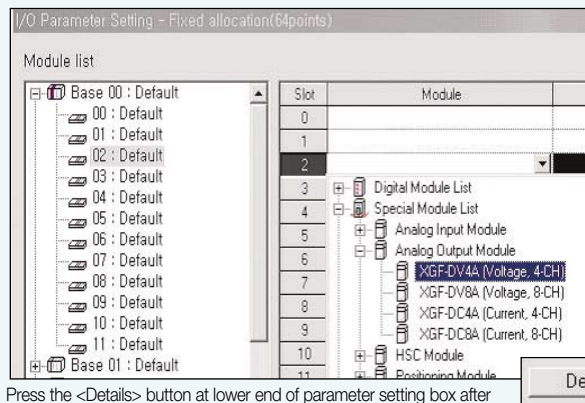 I/O Parameter Setting - Fixed allocation(64points)
Module list
Base 00 : Default
00 : Default
01 : Default
02 : Default
03 : Default
04 : Default
05 : Default
06 : Default
07 : Default
08 : Default
09 : Default
10 : Default
11 : Default
Base 01 : Default
Slot Module
0
1
2
3 Digital Module List
4 Special Module List
5 Analog Input Module
6 Analog Output Module
7 XGF-DV4A (Voltage, 4-CH)
XGF-DV8A (Voltage, 8-CH)
8 XGF-DC4A (Current, 4-CH)
9 XGF-DC8A (Current, 8-CH)
10 HSC Module
11 Positioning Module
De
Press the <Details> button at lower end of parameter setting box after